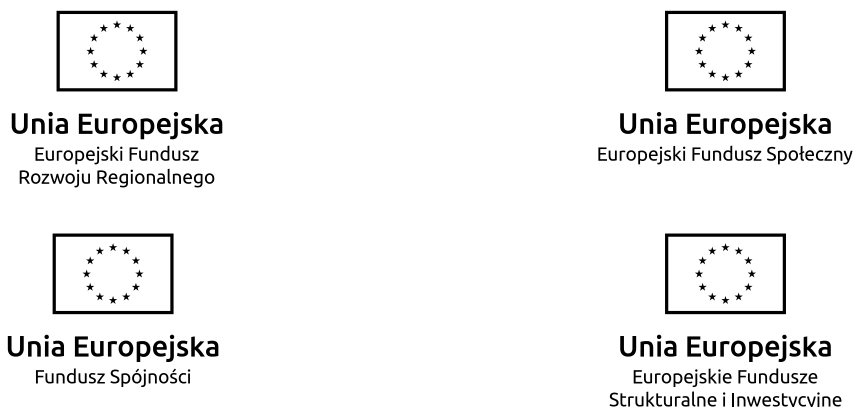 Unia Europejska
Europejski Fundusz
Rozwoju Regionalnego
Unia Europejska
Europejski Fundusz Społeczny
Unia Europejska
Fundusz Spójności
Unia Europejska
Europejskie Fundusze
Strukturalne i Inwestycyjne